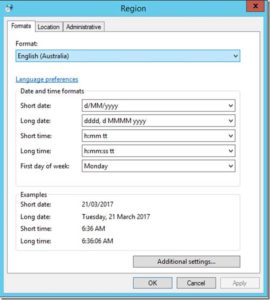 Region
x
Formats
Location
Administrative
Format:
English (Australia)
Language preferences
Date and time formats
Short date:
d/MM/yyyy
Long date:
dddd, d MMMM yyyy
Short time:
h:mm tt
Long time:
h:mm:ss tt
First day of week:
Monday
Examples
Short date:
21/03/2017
Long date:
Tuesday, 21 March 2017
Short time:
6:36 AM
Long time:
6:36:06 AM
Additional settings...
OK
Cancel
Apply